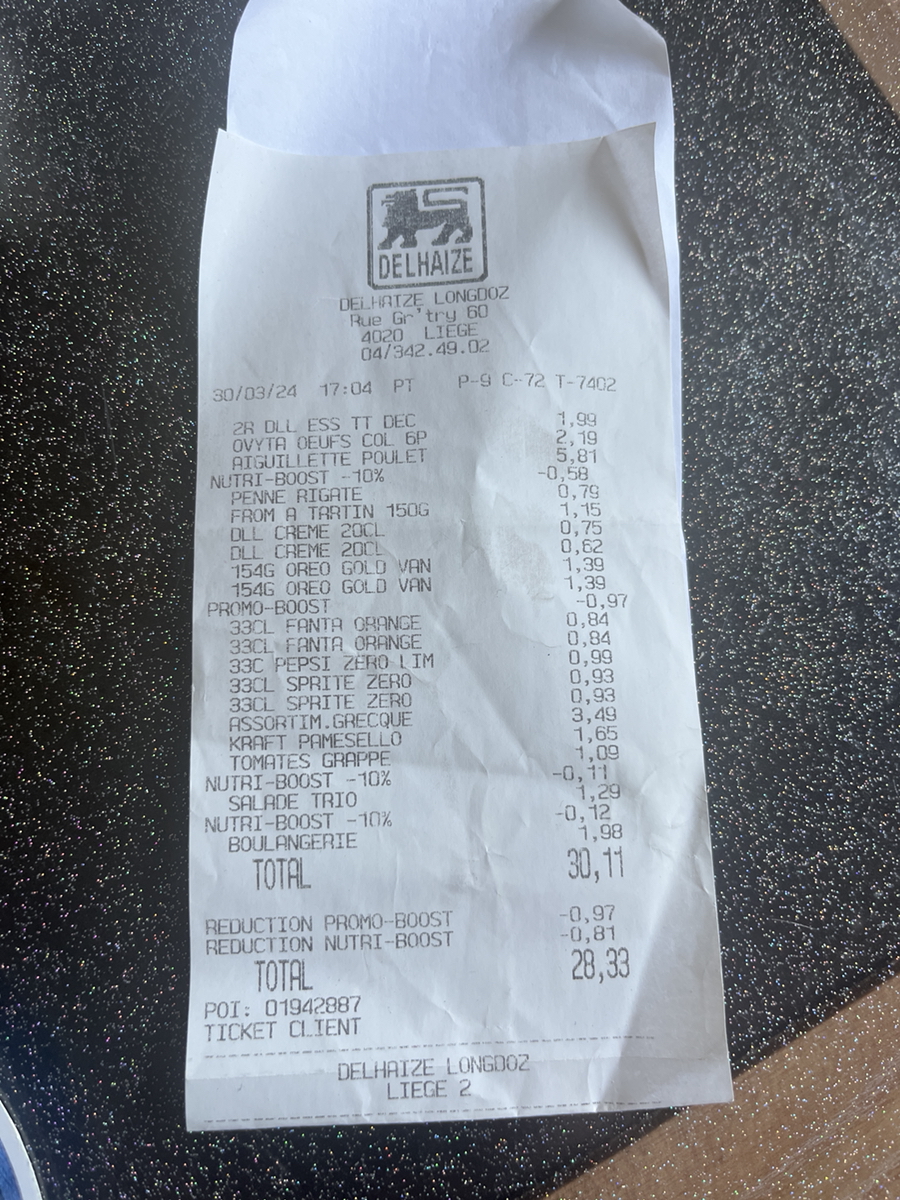 DELHAIZE
DELHAIZE LONGDOZ
Rue Gr'try 60
4020 LIEGE
04/342.49.02
30/03/24 17:04 PT P-9 C-72 T-7402
2R DLL ESS TT DEC 1,99
OVYTA OEUFS COL 6P 2,19
AIGUILLETTE POULET 5,81
NUTRI-BOOST -10% -0,58
PENNE RIGATE 0,79
FROM A TARTIN 150G 1,15
DLL CREME 20CL 0,75
DLL CREME 20CL 0,62
154G OREO GOLD VAN 1,39
154G OREO GOLD VAN 1,39
PROMO-BOOST -0,97
33CL FANTA ORANGE 0,84
33CL FANTA ORANGE 0,84
33C PEPSI ZERO LIM 0,99
33CL SPRITE ZERO 0,93
33CL SPRITE ZERO 0,93
ASSORTIM.GRECQUE 3,49
KRAFT PAMESELLO 1,65
TOMATES GRAPPE 1,09
NUTRI-BOOST -10% -0,11
SALADE TRIO 1,29
NUTRI-BOOST -10% -0,12
BOULANGERIE 1,98
TOTAL 30,11
REDUCTION PROMO-BOOST -0,97
REDUCTION NUTRI-BOOST -0,81
TOTAL 28,33
POI: 01942887
TICKET CLIENT
DELHAIZE LONGDOZ
LIEGE 2